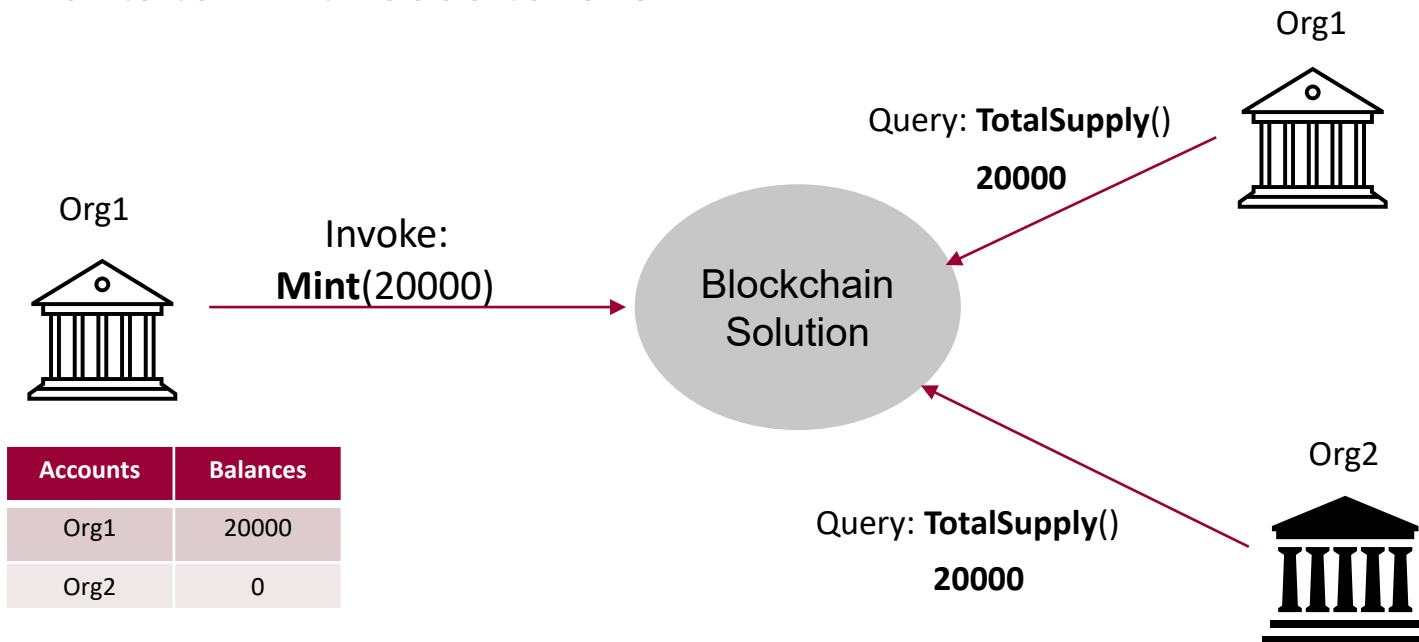 Org1
Query: TotalSupply()
20000
Org1
Invoke:
Mint(20000)
Blockchain
Solution
Accounts Balances
Org1 20000
Org2 0
Org2
Query: TotalSupply()
20000